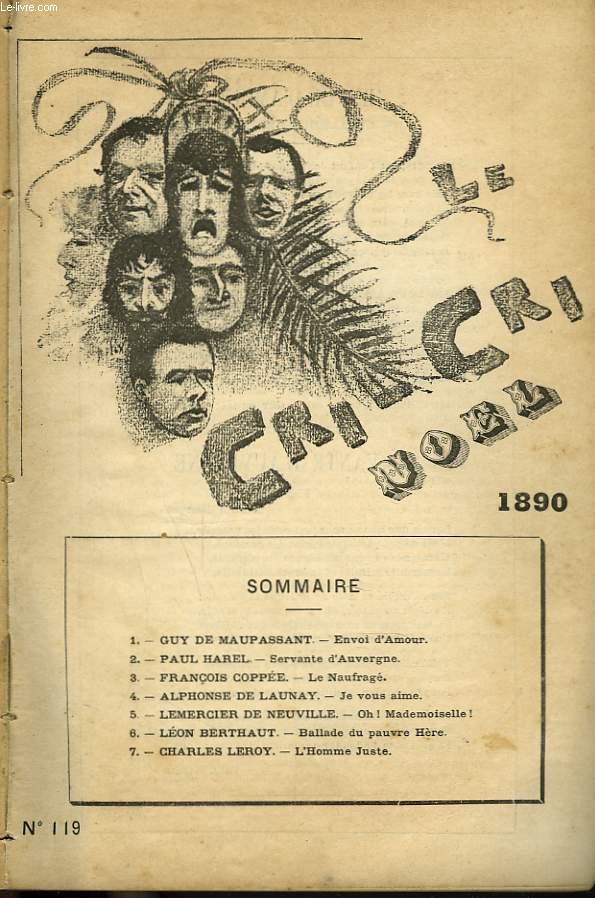 Le-livre.com
LE
CRI-CRI
NOEL
1890
SOMMAIRE
1. — GUY DE MAUPASSANT. — Envoi d'Amour.
2. — PAUL HAREL. — Servante d'Auvergne.
3. — FRANÇOIS COPPÉE. — Le Naufragé.
4. — ALPHONSE DE LAUNAY. — Je vous aime.
5 — LEMERCIER DE NEUVILLE. — Oh! Mademoiselle!
6. — LÉON BERTHAUT. — Ballade du pauvre Hère.
7. — CHARLES LEROY. — L'Homme Juste.
N° 119